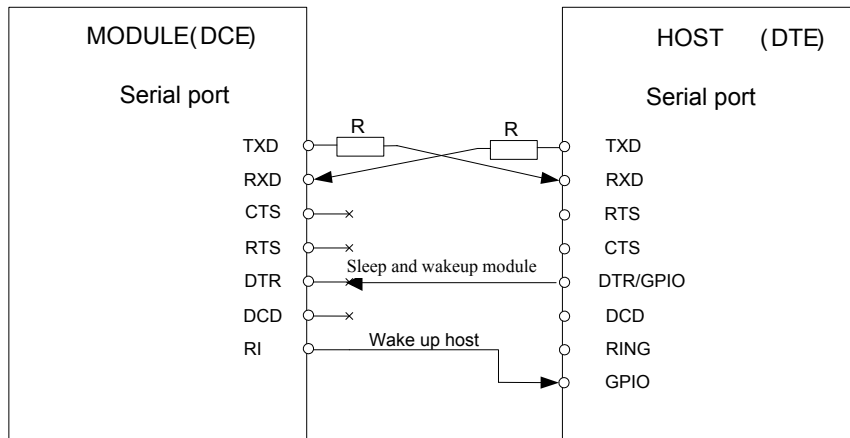 MODULE(DCE)
Serial port
HOST (DTE)
Serial port
R
R
TXD
RXD
CTS
RTS
DTR
DCD
RI
Sleep and wakeup module
Wake up host
TXD
RXD
RTS
CTS
DTR/GPIO
DCD
RING
GPIO